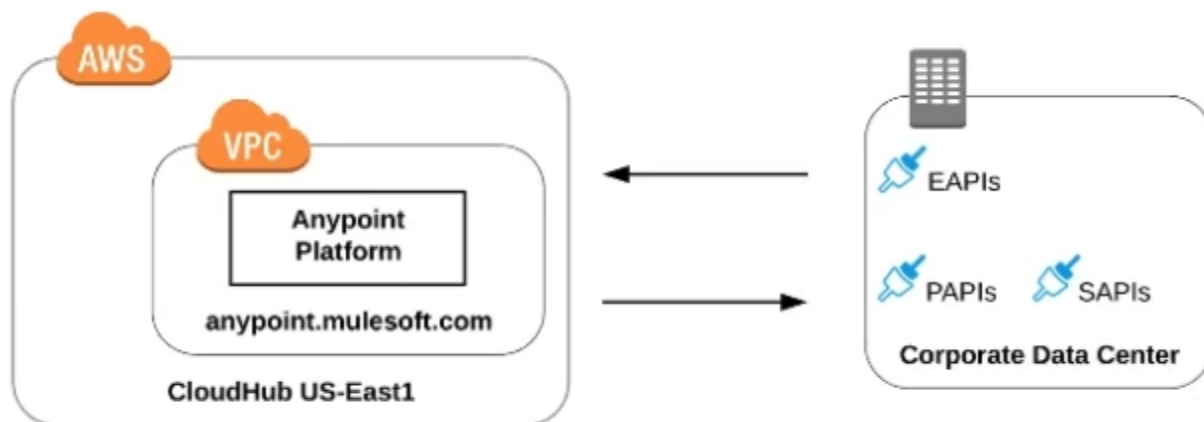 AWS
VPC
Anypoint
Platform
anypoint.mulesoft.com
CloudHub US-East1
EAPIs
PAPIs
SAPIs
Corporate Data Center